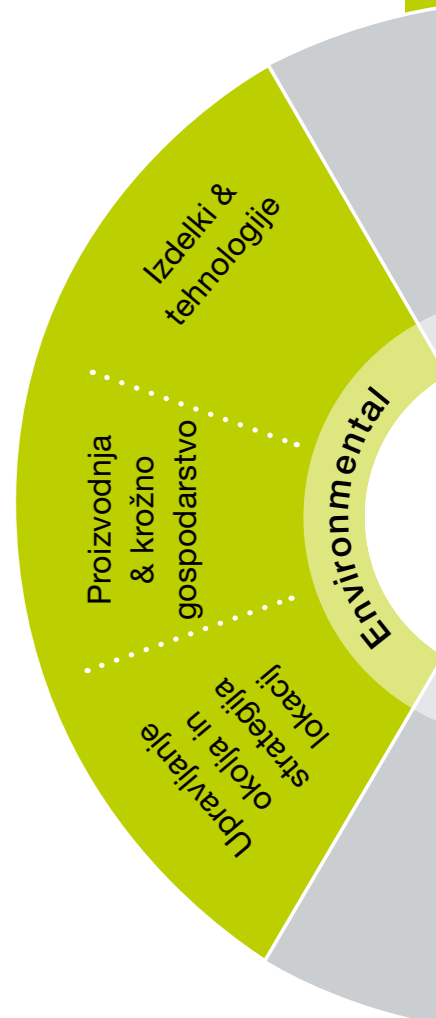 Izdelki &
tehnologije
Proizvodnja
& krožno
gospodarstvo
Upravljanje
okolja in
strategija
lokacij
Environmental